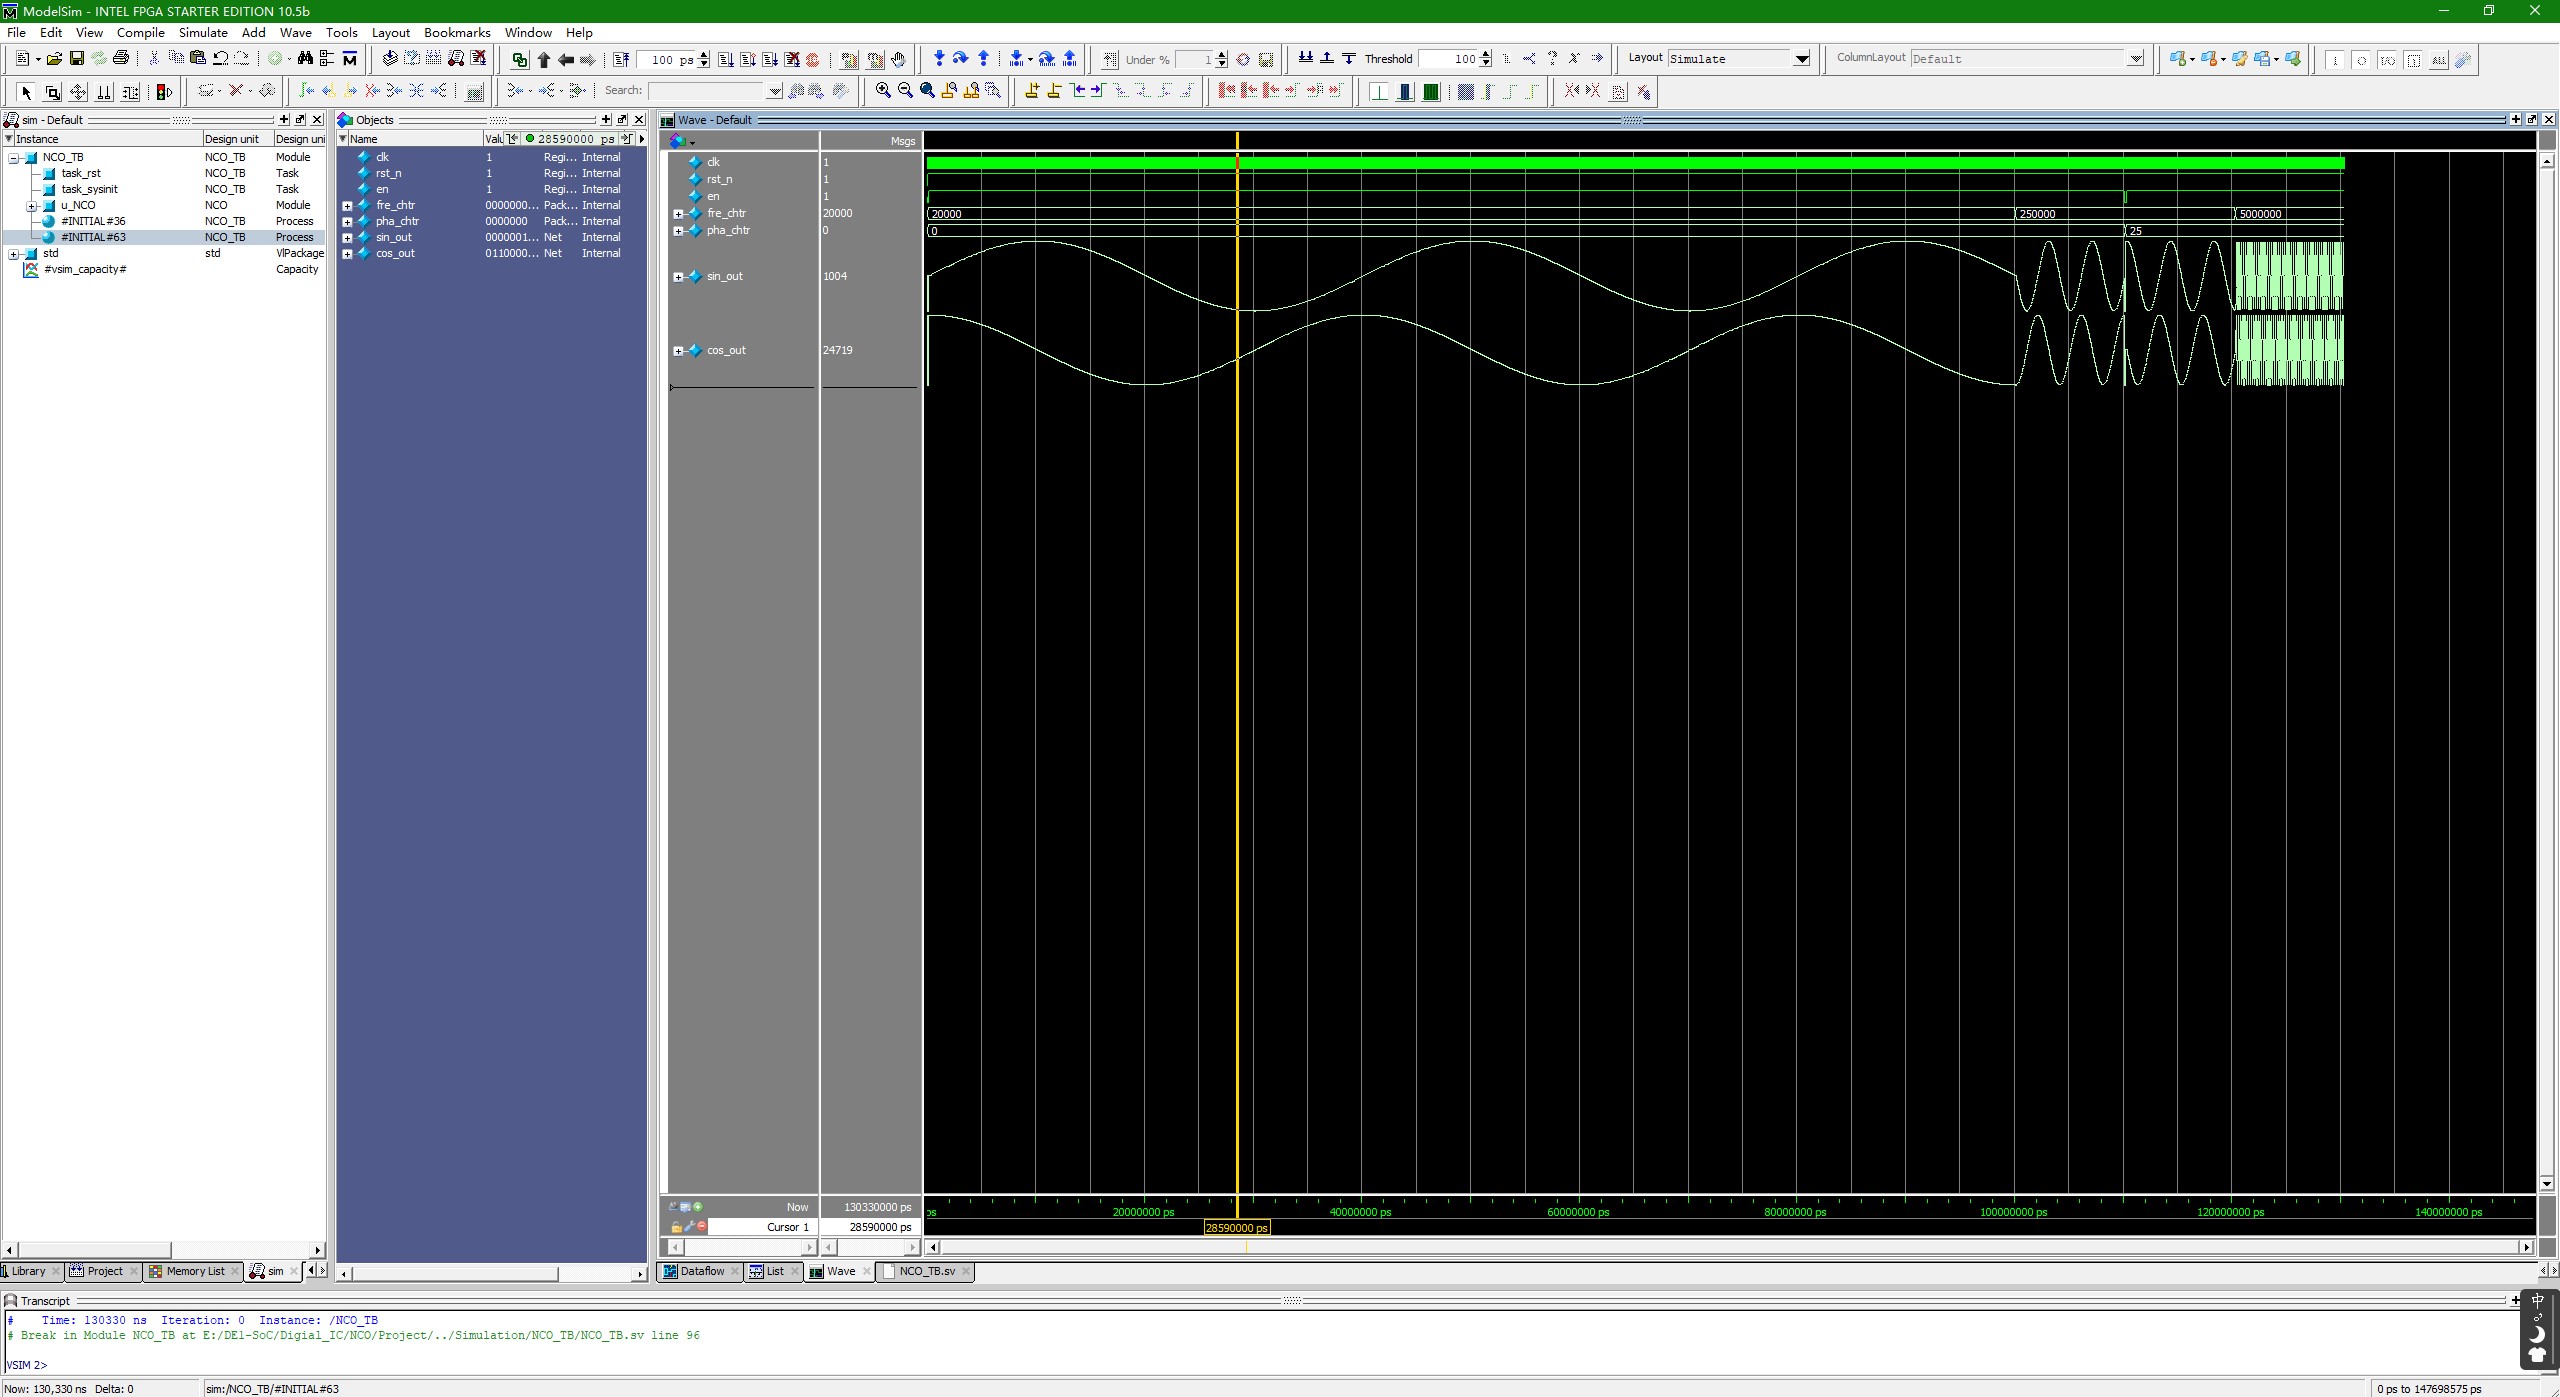 ModelSim - INTEL FPGA STARTER EDITION 10.5b
File Edit View Compile Simulate Add Wave Tools Layout Bookmarks Window Help
100 ps Under % 1 Threshold 100 Layout Simulate ColumnLayout Default
Search:
sim - Default
Instance Design unit Design uni
NCO_TB NCO_TB Module
task_rst NCO_TB Task
task_sysinit NCO_TB Task
u_NCO NCO Module
#INITIAL#36 NCO_TB Process
#INITIAL#63 NCO_TB Process
std std VlPackage
#vsim_capacity# Capacity
Library Project Memory List sim
Objects
Name Valu 28590000 ps
clk 1 Regi... Internal
rst_n 1 Regi... Internal
en 1 Regi... Internal
fre_chtr 0000000... Pack... Internal
pha_chtr 0000000 Pack... Internal
sin_out 0000001... Net Internal
cos_out 0110000... Net Internal
Wave - Default
Msgs
clk 1
rst_n 1
en 1
fre_chtr 20000 20000 250000 5000000
pha_chtr 0 0 25
sin_out 1004
cos_out 24719
Now 130330000 ps ps 20000000 ps 40000000 ps 60000000 ps 80000000 ps 100000000 ps 120000000 ps 140000000 ps
Cursor 1 28590000 ps 28590000 ps
Dataflow List Wave NCO_TB.sv
Transcript
# Time: 130330 ns Iteration: 0 Instance: /NCO_TB
# Break in Module NCO_TB at E:/DE1-SoC/Digial_IC/NCO/Project/../Simulation/NCO_TB/NCO_TB.sv line 96
VSIM 2>
中
Now: 130,330 ns Delta: 0 sim:/NCO_TB/#INITIAL#63 0 ps to 147698575 ps